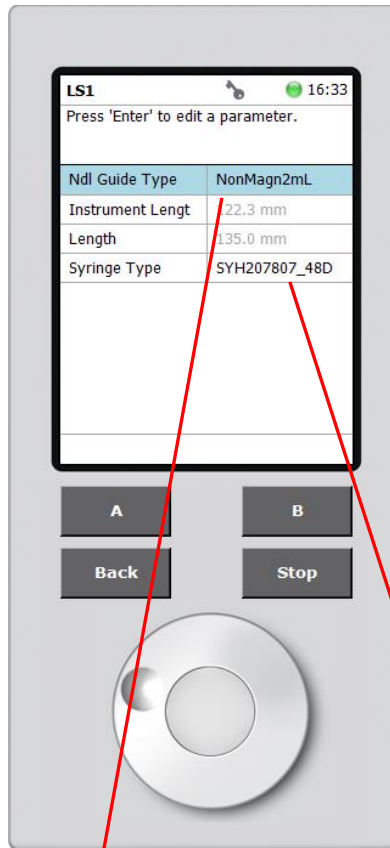 LS1 16:33
Press 'Enter' to edit a parameter.
Ndl Guide Type NonMagn2mL
Instrument Lengt 122.3 mm
Length 135.0 mm
Syringe Type SYH207807_48D
A B
Back Stop